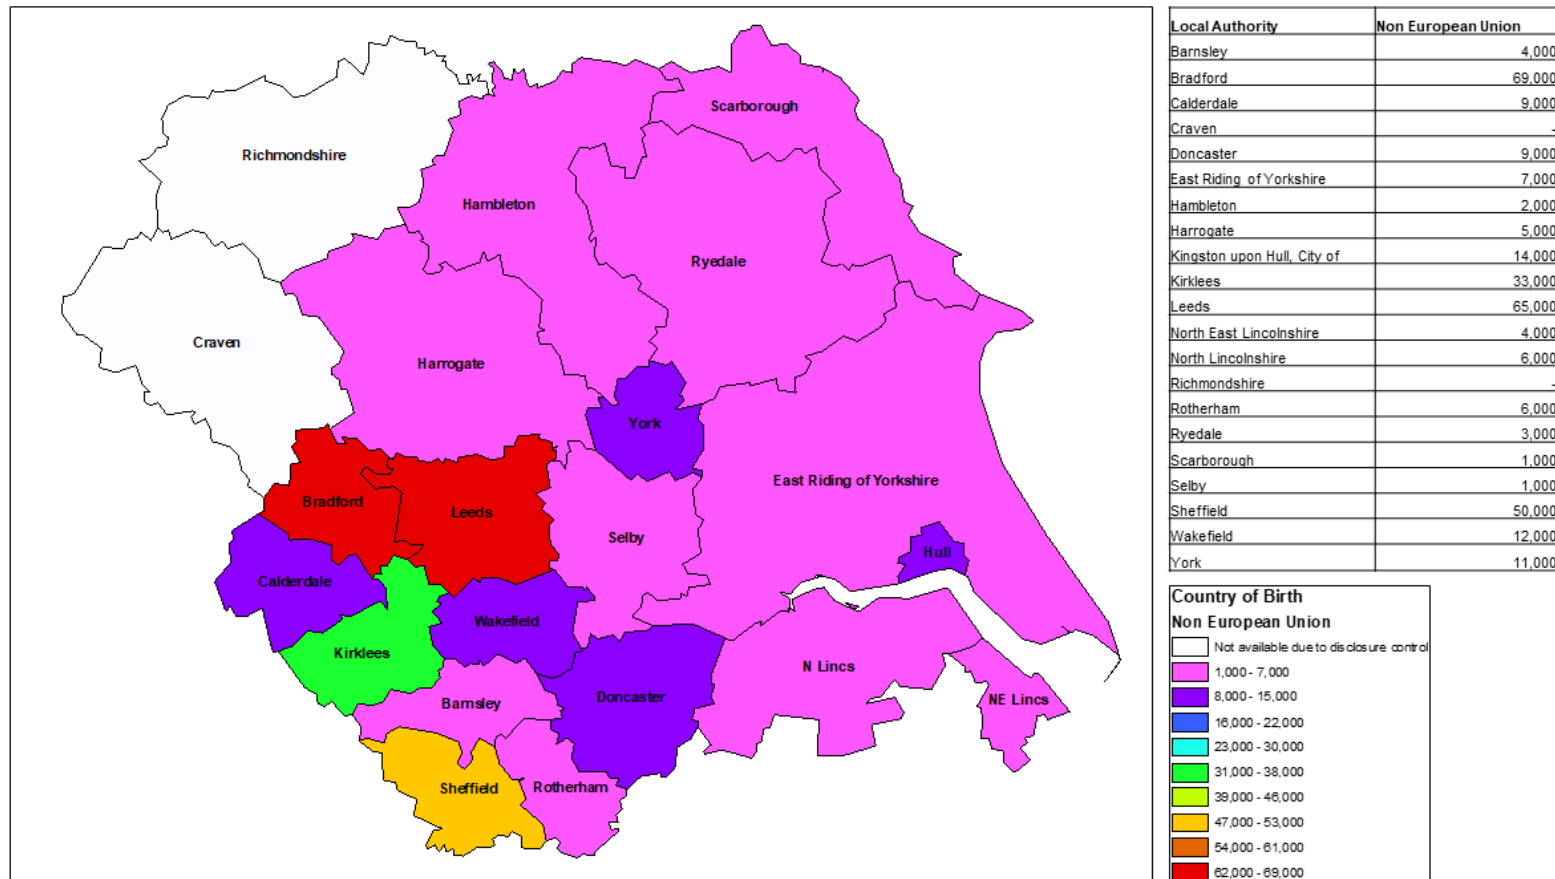 Richmondshire
Scarborough
Hambleton
Ryedale
Craven
Harrogate
York
East Riding of Yorkshire
Bradford
Leeds
Selby
Hull
Calderdale
Wakefield
Kirklees
N Lincs
Barnsley
Doncaster
NE Lincs
Sheffield
Rotherham
Local Authority Non European Union
Barnsley 4,000
Bradford 69,000
Calderdale 9,000
Craven -
Doncaster 9,000
East Riding of Yorkshire 7,000
Hambleton 2,000
Harrogate 5,000
Kingston upon Hull, City of 14,000
Kirklees 33,000
Leeds 65,000
North East Lincolnshire 4,000
North Lincolnshire 6,000
Richmondshire -
Rotherham 6,000
Ryedale 3,000
Scarborough 1,000
Selby 1,000
Sheffield 50,000
Wakefield 12,000
York 11,000
Country of Birth
Non European Union
Not available due to disclosure control
1,000 - 7,000
8,000 - 15,000
16,000 - 22,000
23,000 - 30,000
31,000 - 38,000
39,000 - 46,000
47,000 - 53,000
54,000 - 61,000
62,000 - 69,000